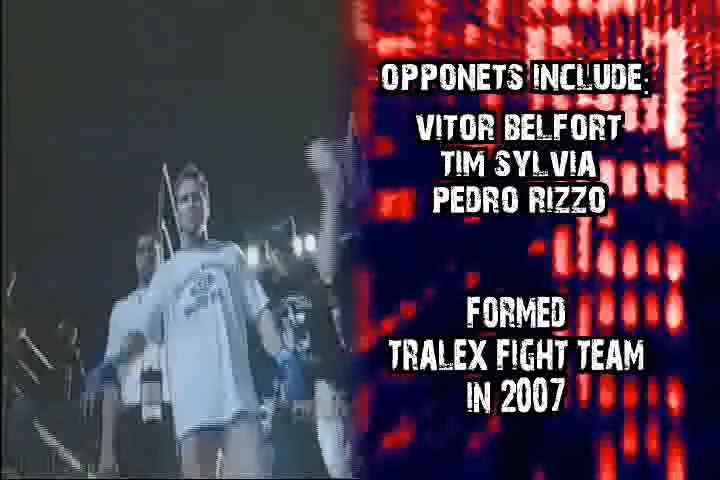 OPPONETS INCLUDE:
VITOR BELFORT
TIM SYLVIA
PEDRO RIZZO
FORMED
TRALEX FIGHT TEAM
IN 2007